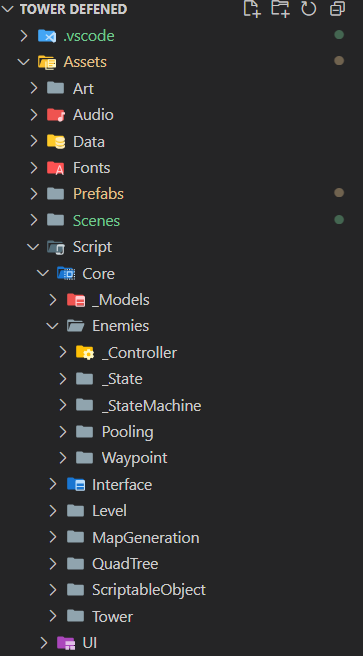 TOWER DEFENED
.vscode
Assets
Art
Audio
Data
Fonts
Prefabs
Scenes
Script
Core
_Models
Enemies
_Controller
_State
_StateMachine
Pooling
Waypoint
Interface
Level
MapGeneration
QuadTree
ScriptableObject
Tower
UI